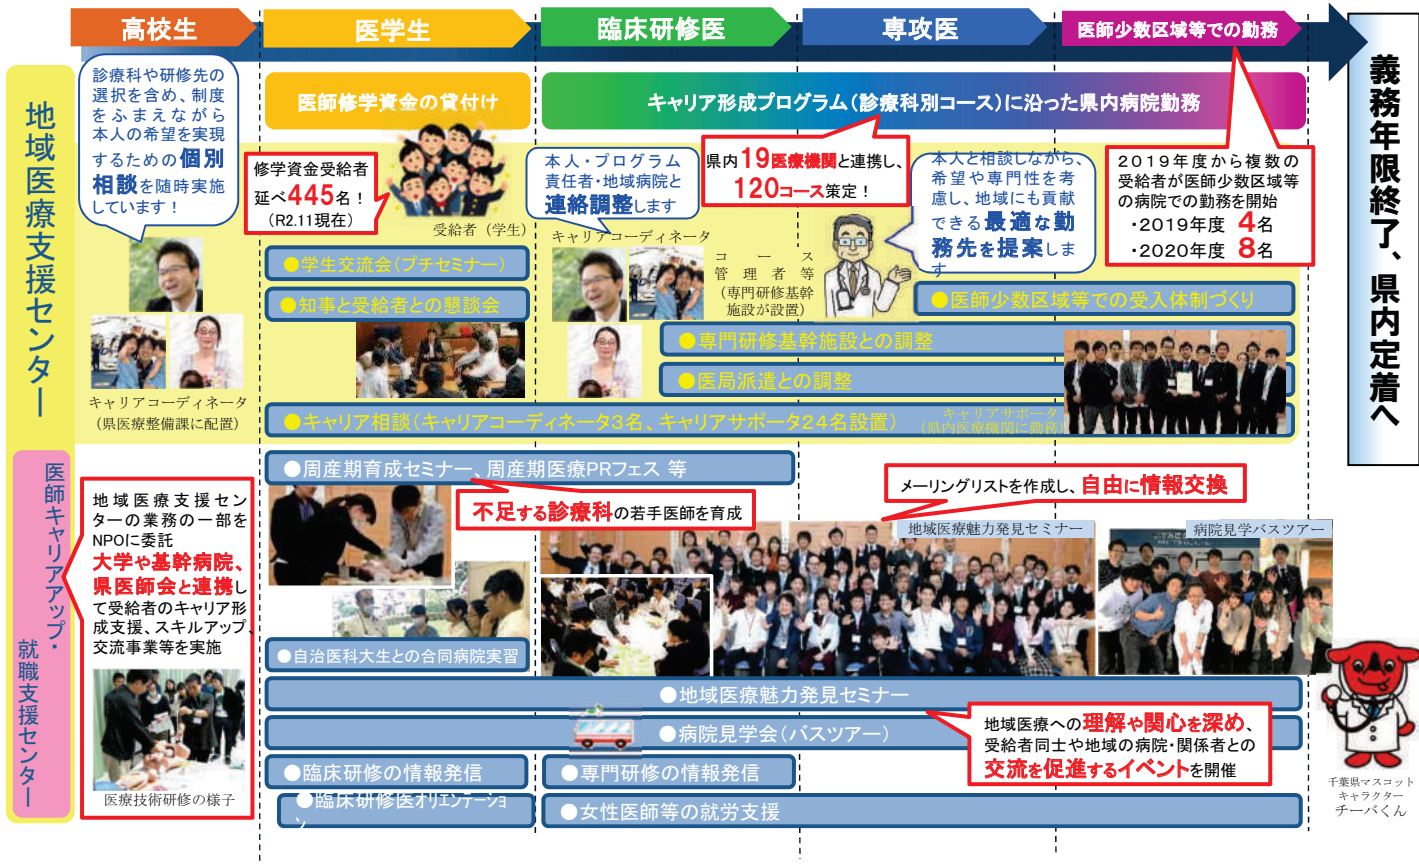 高校生
医学生
臨床研修医
専攻医
医師少数区域等での勤務
義務年限終了、県内定着へ
地域医療支援センター
診療科や研修先の
選択を含め、制度
をふまえながら
本人の希望を実現
するための個別
相談を随時実施
しています！
医師修学資金の貸付け
キャリア形成プログラム（診療科別コース）に沿った県内病院勤務
修学資金受給者
延べ445名！
（R2.11現在）
受給者（学生）
本人・プログラム
責任者・地域病院と
連絡調整します
県内19医療機関と連携し、
120コース策定！
本人と相談しながら、
希望や専門性を考
慮し、地域にも貢献
できる最適な勤
務先を提案しま
す
2019年度から複数の
受給者が医師少数区域等
の病院での勤務を開始
・2019年度 4名
・2020年度 8名
キャリアコーディネータ
コース
管理者等
（専門研修基幹
施設が設置）
●学生交流会（プチセミナー）
●知事と受給者との懇談会
●医師少数区域等での受入体制づくり
●専門研修基幹施設との調整
●医局派遣との調整
キャリアコーディネータ
（県医療整備課に配置）
●キャリア相談（キャリアコーディネータ3名、キャリアサポータ24名設置）
キャリアサポータ
（県内医療機関に勤務）
医師キャリアアップ・
就職支援センター
●周産期育成セミナー、周産期医療PRフェス 等
不足する診療科の若手医師を育成
メーリングリストを作成し、自由に情報交換
地域医療支援セン
ターの業務の一部を
NPOに委託
大学や基幹病院、
県医師会と連携し
て受給者のキャリア形
成支援、スキルアップ、
交流事業等を実施
医療技術研修の様子
地域医療魅力発見セミナー
病院見学バスツアー
●自治医科大生との合同病院実習
●地域医療魅力発見セミナー
●病院見学会（バスツアー）
地域医療への理解や関心を深め、
受給者同士や地域の病院・関係者との
交流を促進するイベントを開催
●臨床研修の情報発信
●専門研修の情報発信
●臨床研修医オリエンテーショ
ン
●女性医師等の就労支援
千葉県マスコット
キャラクター
チーバくん